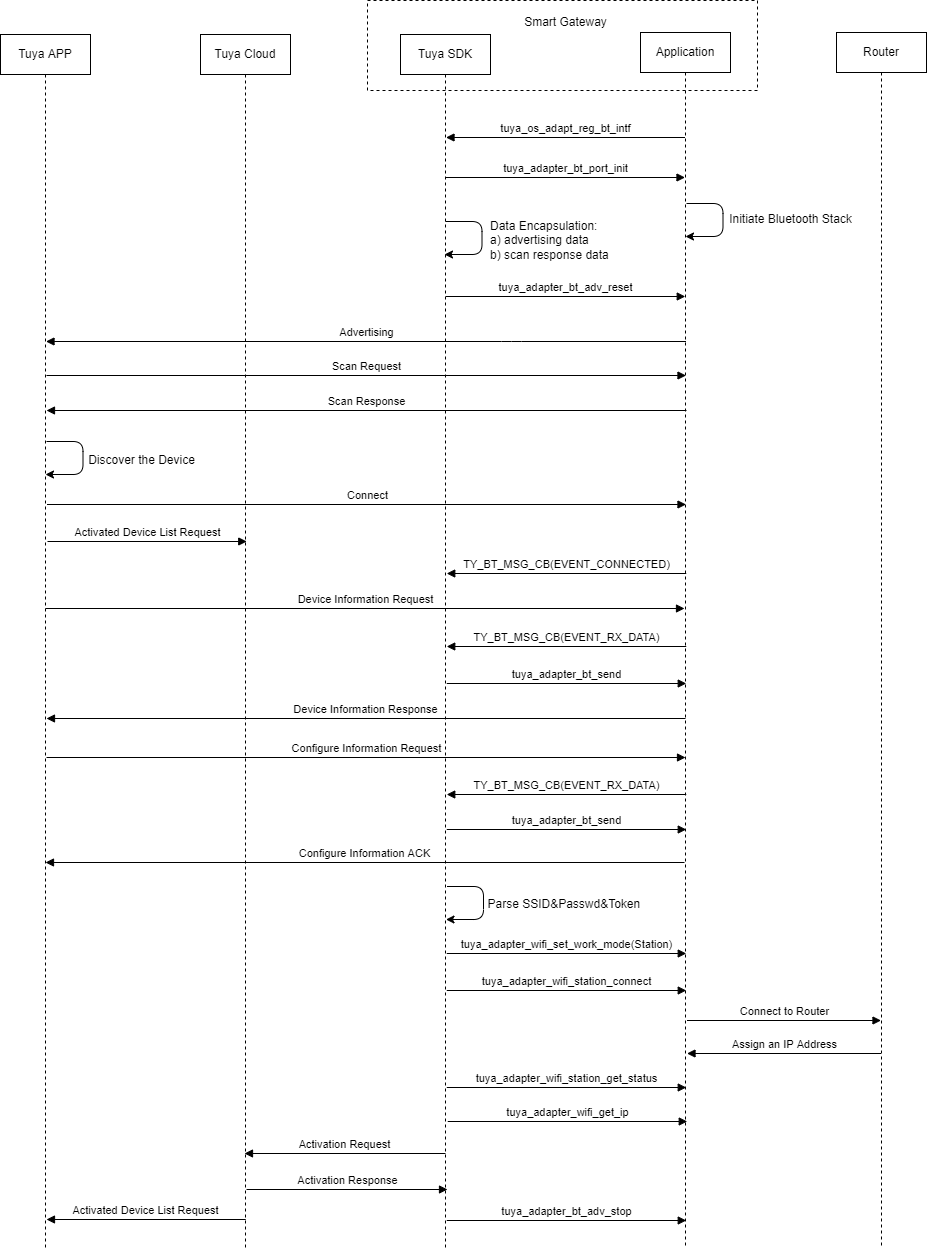 Smart Gateway
Tuya APP
Tuya Cloud
Tuya SDK
Application
Router
tuya_os_adapt_reg_bt_intf
tuya_adapter_bt_port_init
Initiate Bluetooth Stack
Data Encapsulation:
a) advertising data
b) scan response data
tuya_adapter_bt_adv_reset
Advertising
Scan Request
Scan Response
Discover the Device
Connect
Activated Device List Request
TY_BT_MSG_CB(EVENT_CONNECTED)
Device Information Request
TY_BT_MSG_CB(EVENT_RX_DATA)
tuya_adapter_bt_send
Device Information Response
Configure Information Request
TY_BT_MSG_CB(EVENT_RX_DATA)
tuya_adapter_bt_send
Configure Information ACK
Parse SSID&Passwd&Token
tuya_adapter_wifi_set_work_mode(Station)
tuya_adapter_wifi_station_connect
Connect to Router
Assign an IP Address
tuya_adapter_wifi_station_get_status
tuya_adapter_wifi_get_ip
Activation Request
Activation Response
Activated Device List Request
tuya_adapter_bt_adv_stop